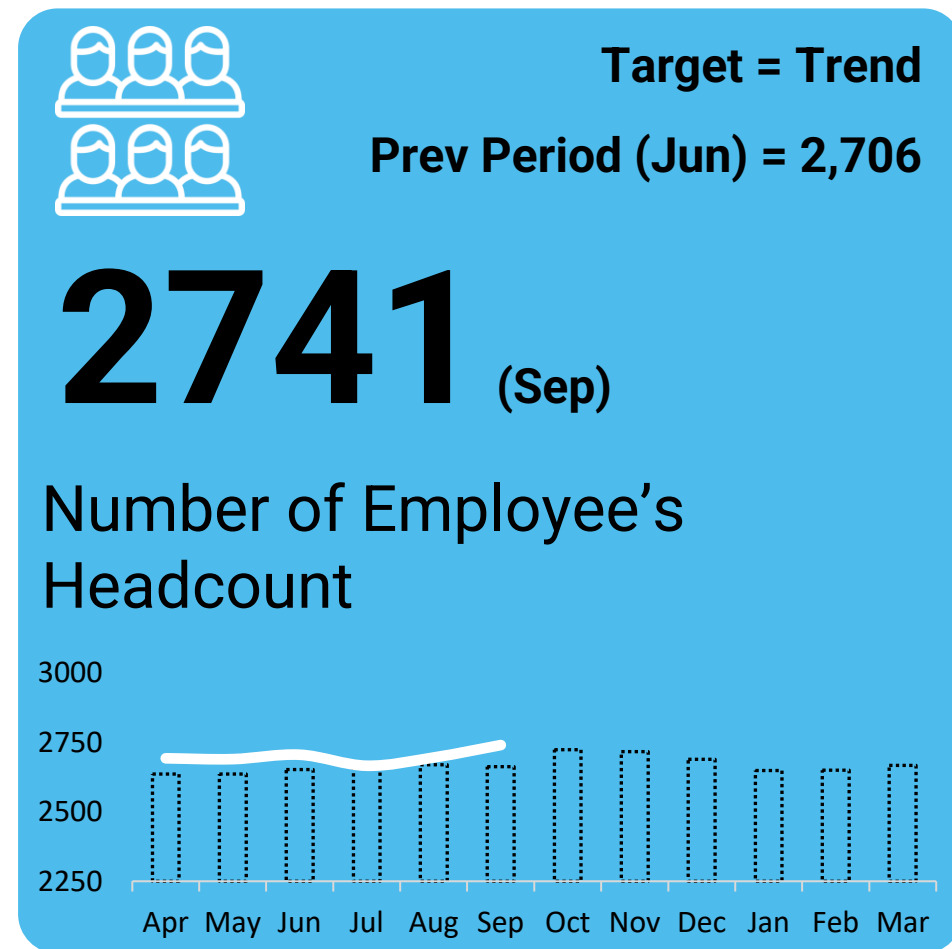 Target = Trend
Prev Period (Jun) = 2,706
2741 (Sep)
Number of Employee’s
Headcount
3000
2750
2500
2250
Apr May Jun Jul Aug Sep Oct Nov Dec Jan Feb Mar